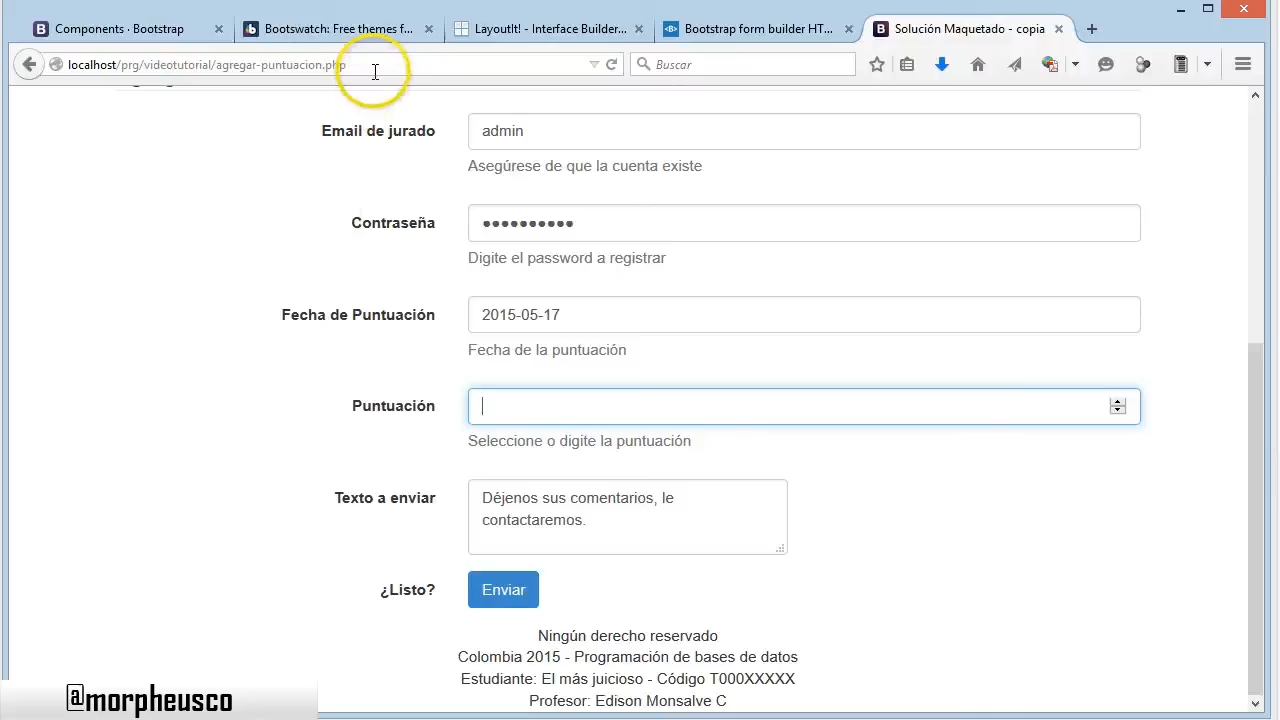 Components · Bootstrap
Bootswatch: Free themes f...
LayoutIt! - Interface Builder...
Bootstrap form builder HT...
Solución Maquetado - copia
localhost/prg/videotutorial/agregar-puntuacion.php
Buscar
Email de jurado
admin
Asegúrese de que la cuenta existe
Contraseña
●●●●●●●●●●
Digite el password a registrar
Fecha de Puntuación
2015-05-17
Fecha de la puntuación
Puntuación
Seleccione o digite la puntuación
Texto a enviar
Déjenos sus comentarios, le
contactaremos.
¿Listo?
Enviar
Ningún derecho reservado
Colombia 2015 - Programación de bases de datos
Estudiante: El más juicioso - Código T000XXXXX
Profesor: Edison Monsalve C
@morpheusco